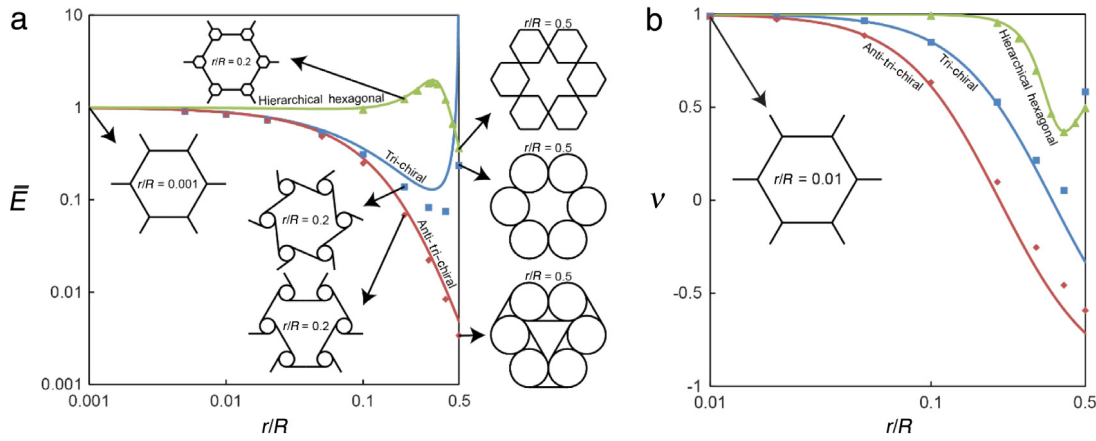 a
10
1
0.1
0.01
0.001
Ē
0.001
0.01
0.1
0.5
r/R
r/R = 0.2
Hierarchical hexagonal
r/R = 0.001
Tri-chiral
r/R = 0.2
Anti-tri-chiral
r/R = 0.2
r/R = 0.5
r/R = 0.5
r/R = 0.5
b
1
0.5
0
-0.5
-1
ν
0.01
0.1
0.5
r/R
Anti-tri-chiral
Tri-chiral
Hierarchical hexagonal
r/R = 0.01